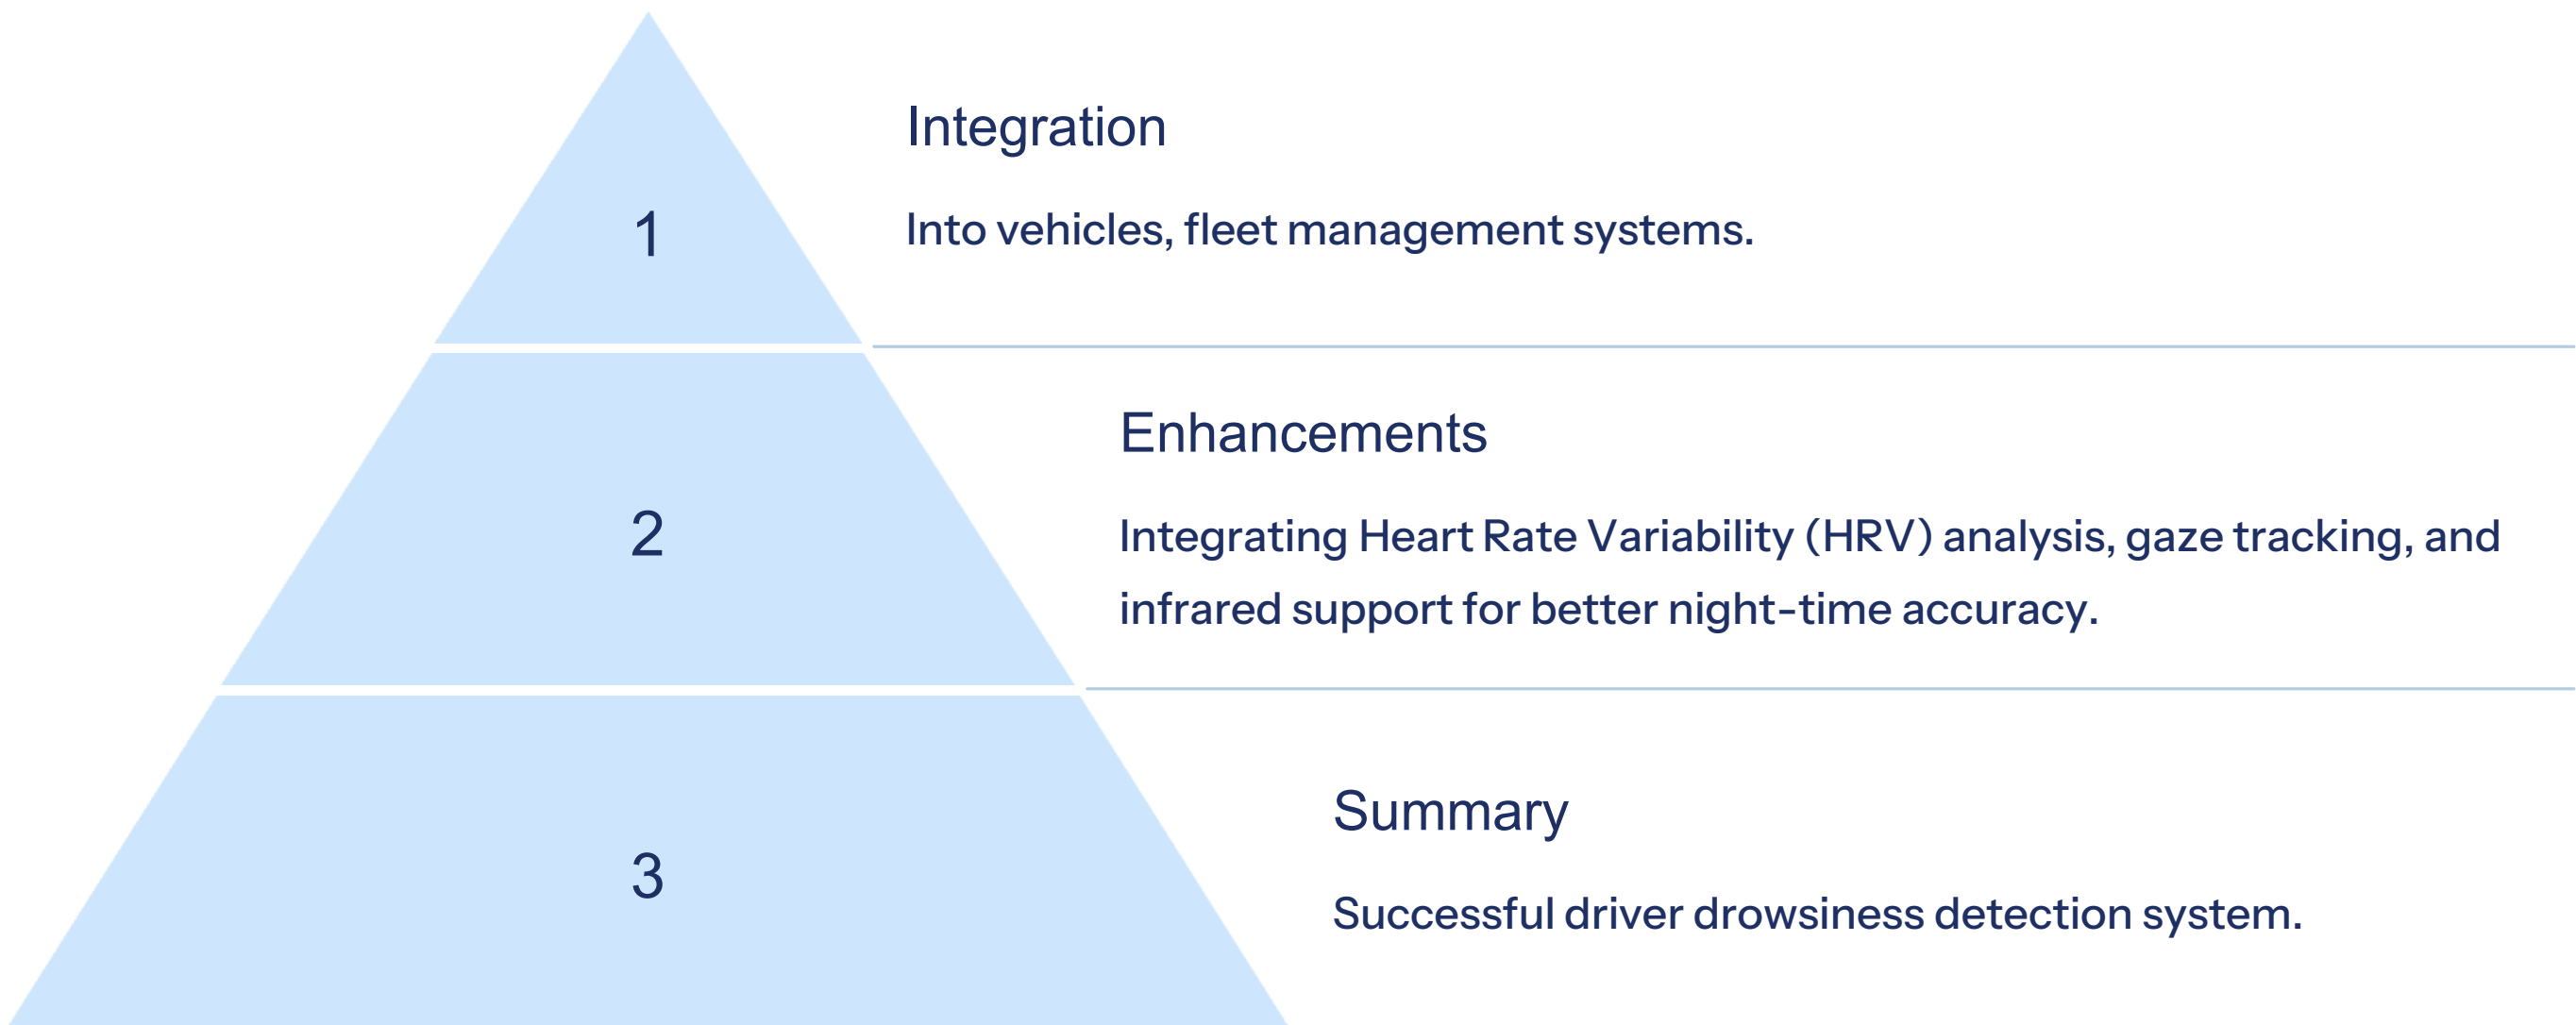 1
Integration
Into vehicles, fleet management systems.
2
Enhancements
Integrating Heart Rate Variability (HRV) analysis, gaze tracking, and
infrared support for better night-time accuracy.
3
Summary
Successful driver drowsiness detection system.